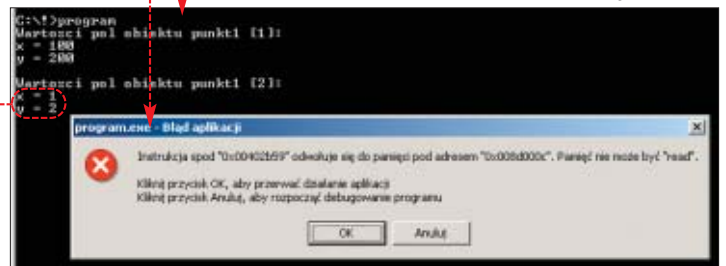 C:\!>program
Wartosci pol obiektu punkt1 [1]:
x = 100
y = 200
Wartosci pol obiektu punkt1 [2]:
x = 1
y = 2
program.exe - Błąd aplikacji
Instrukcja spod "0x00402b59" odwołuje się do pamięci pod adresem "0x008d000c". Pamięć nie może być "read".
Kliknij przycisk OK, aby przerwać działanie aplikacji
Kliknij przycisk Anuluj, aby rozpocząć debugowanie programu
OK
Anuluj